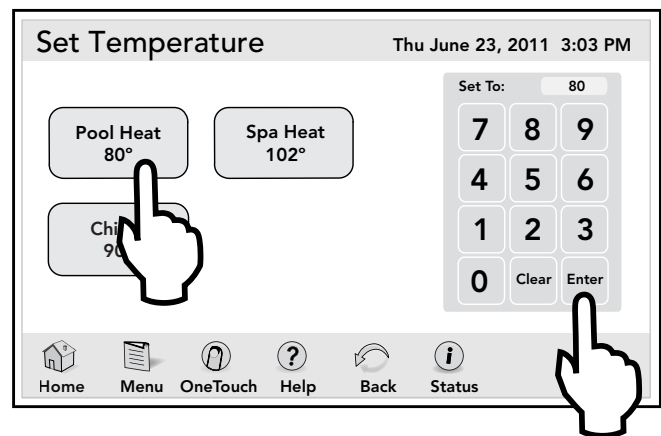 Set Temperature
Thu June 23, 2011 3:03 PM
Set To: 80
Pool Heat
80°
Spa Heat
102°
7 8 9
4 5 6
1 2 3
0 Clear Enter
90
Home Menu OneTouch Help Back Status